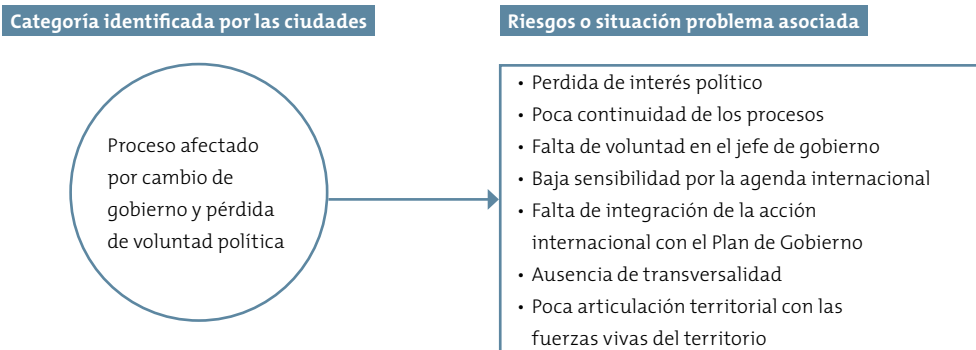 Categoría identificada por las ciudades
Proceso afectado
por cambio de
gobierno y pérdida
de voluntad política
Riesgos o situación problema asociada
• Perdida de interés político
• Poca continuidad de los procesos
• Falta de voluntad en el jefe de gobierno
• Baja sensibilidad por la agenda internacional
• Falta de integración de la acción
internacional con el Plan de Gobierno
• Ausencia de transversalidad
• Poca articulación territorial con las
fuerzas vivas del territorio